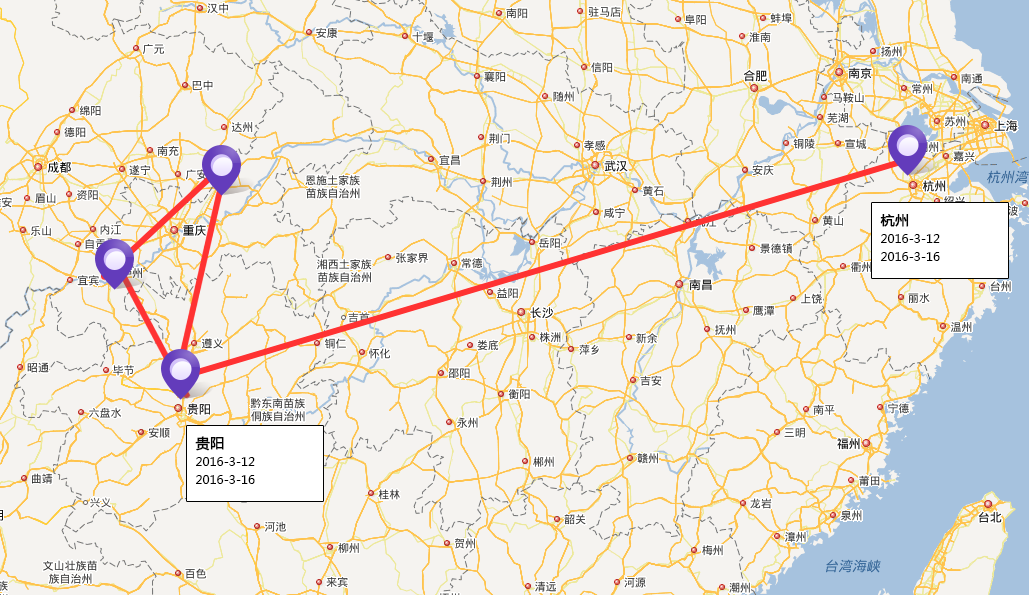 汉中
南阳
驻马店
阜阳
蚌埠
安康
十堰
淮南
扬州
广元
信阳
合肥
南京
襄阳
南通
巴中
常州
随州
马鞍山
绵阳
芜湖
苏州
上海
达州
德阳
荆门
孝感
铜陵
宣城
州
南充
嘉兴
宜昌
武汉
成都
遂宁
广安
安庆
杭州湾
恩施土家族
苗族自治州
荆州
杭州
黄石
资阳
眉山
安
绍兴
波
咸宁
黄山
九江
杭州
2016-3-12
2016-3-16
乐山
内江
重庆
自贡
岳阳
景德镇
张家界
湘西土家族
苗族自治州
常德
衢州
州
宜宾
南昌
台州
益阳
上饶
丽水
鹰潭
长沙
吉首
温州
抚州
株洲
新余
遵义
铜仁
娄底
萍乡
怀化
昭通
毕节
邵阳
吉安
衡阳
贵阳
黔东南苗族
侗族自治州
六盘水
南平
宁德
永州
安顺
三明
福州
贵阳
2016-3-12
2016-3-16
郴州
赣州
曲靖
莆田
桂林
兴义
龙岩
泉州
台北
韶关
河池
漳州
贺州
柳州
梅州
文山壮族苗
族自治州
百色
台湾海峡
来宾
清远
河源
潮州
族